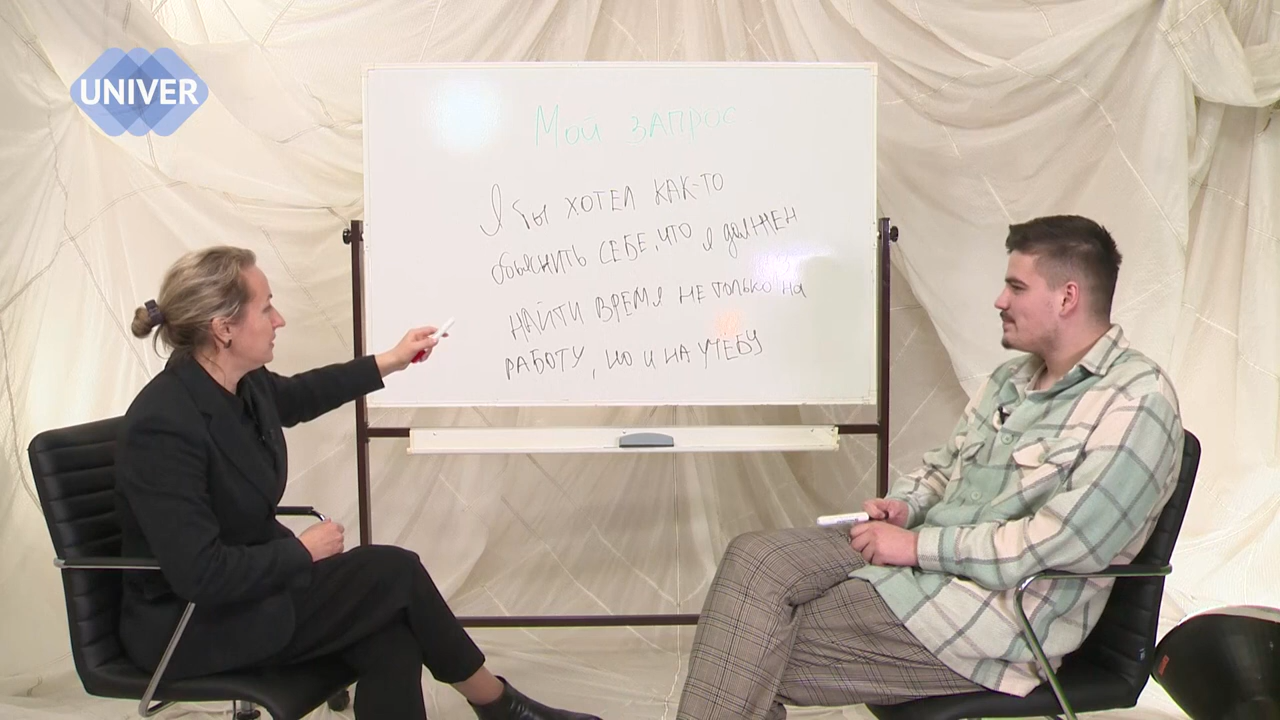 UNIVER
Мой запрос
Я бы хотел как-то
объяснить себе, что я должен
найти время не только на
работу, но и на учёбу